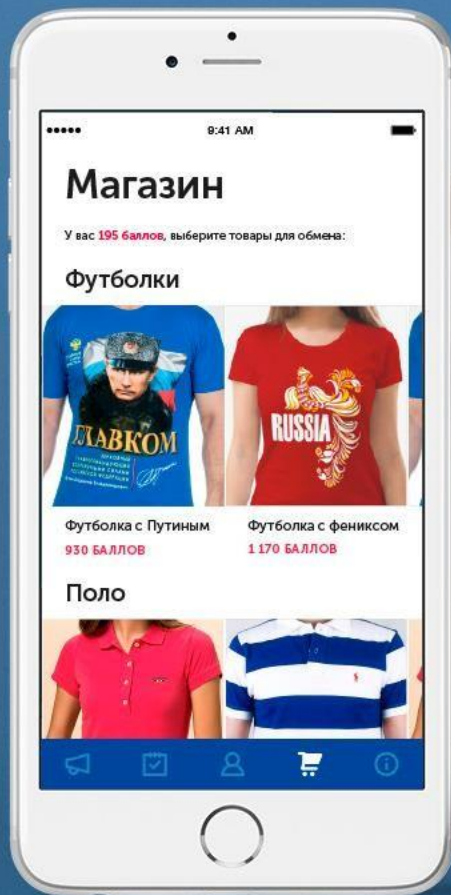 9:41 AM
Магазин
У вас 195 баллов, выберите товары для обмена:
Футболки
ГЛАВКОМ
RUSSIA
Футболка с Путиным
Футболка с фениксом
930 БАЛЛОВ
1 170 БАЛЛОВ
Поло